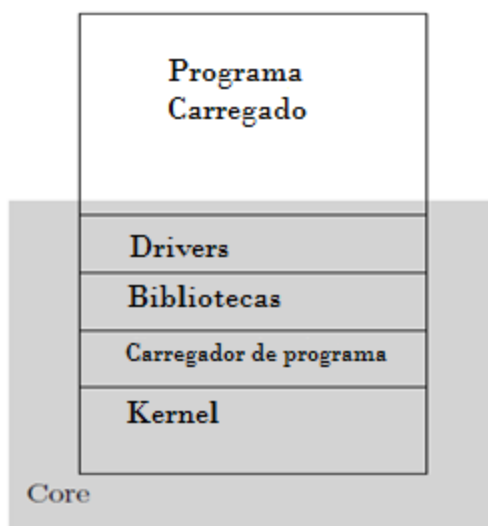 Programa
Carregado
Drivers
Bibliotecas
Carregador de programa
Kernel
Core